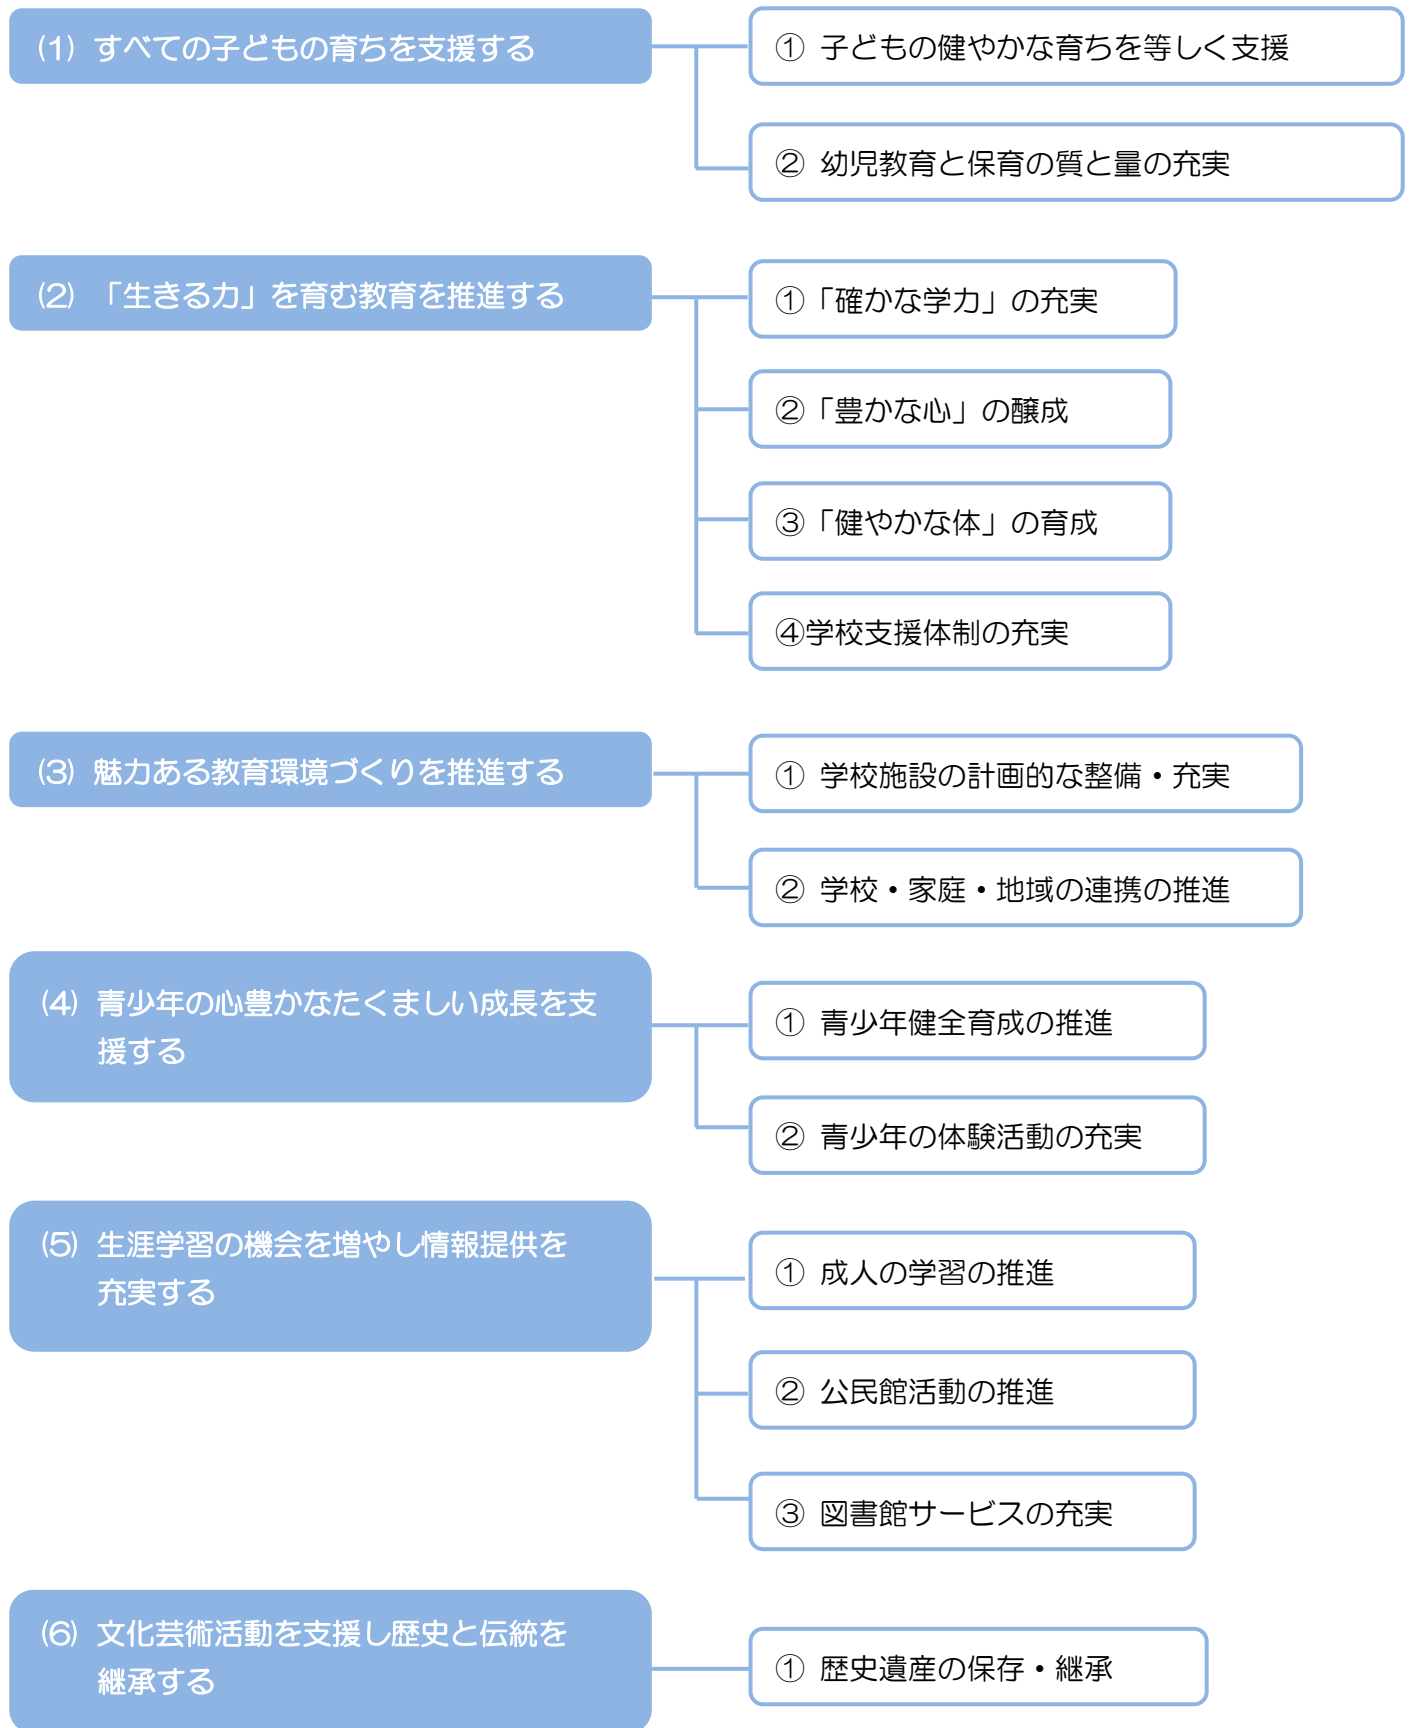 (1) すべての子どもの育ちを支援する
① 子どもの健やかな育ちを等しく支援
② 幼児教育と保育の質と量の充実
(2) 「生きる力」を育む教育を推進する
①「確かな学力」の充実
②「豊かな心」の醸成
③「健やかな体」の育成
④学校支援体制の充実
(3) 魅力ある教育環境づくりを推進する
① 学校施設の計画的な整備・充実
② 学校・家庭・地域の連携の推進
(4) 青少年の心豊かなたくましい成長を支
援する
① 青少年健全育成の推進
② 青少年の体験活動の充実
(5) 生涯学習の機会を増やし情報提供を
充実する
① 成人の学習の推進
② 公民館活動の推進
③ 図書館サービスの充実
(6) 文化芸術活動を支援し歴史と伝統を
継承する
① 歴史遺産の保存・継承